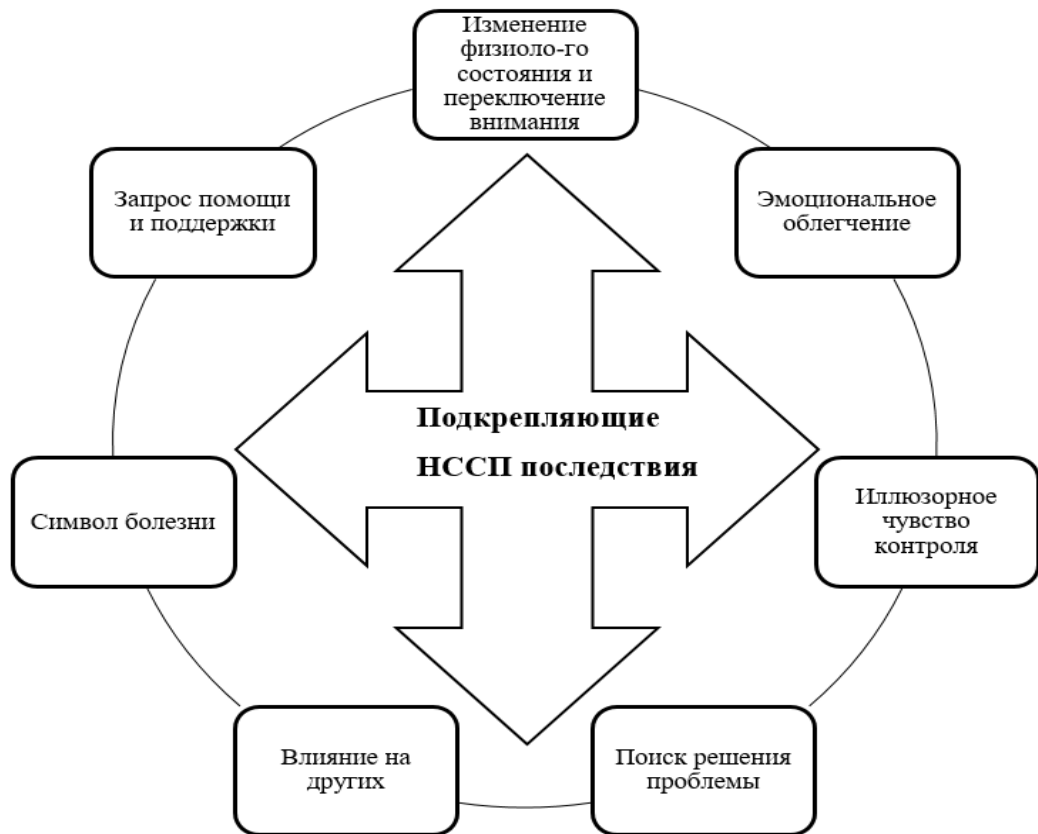 Изменение
физиоло-го
состояния и
переключение
внимания
Эмоциональное
облегчение
Иллюзорное
чувство
контроля
Поиск решения
проблемы
Влияние на
других
Символ болезни
Запрос помощи
и поддержки
Подкрепляющие
НССП последствия